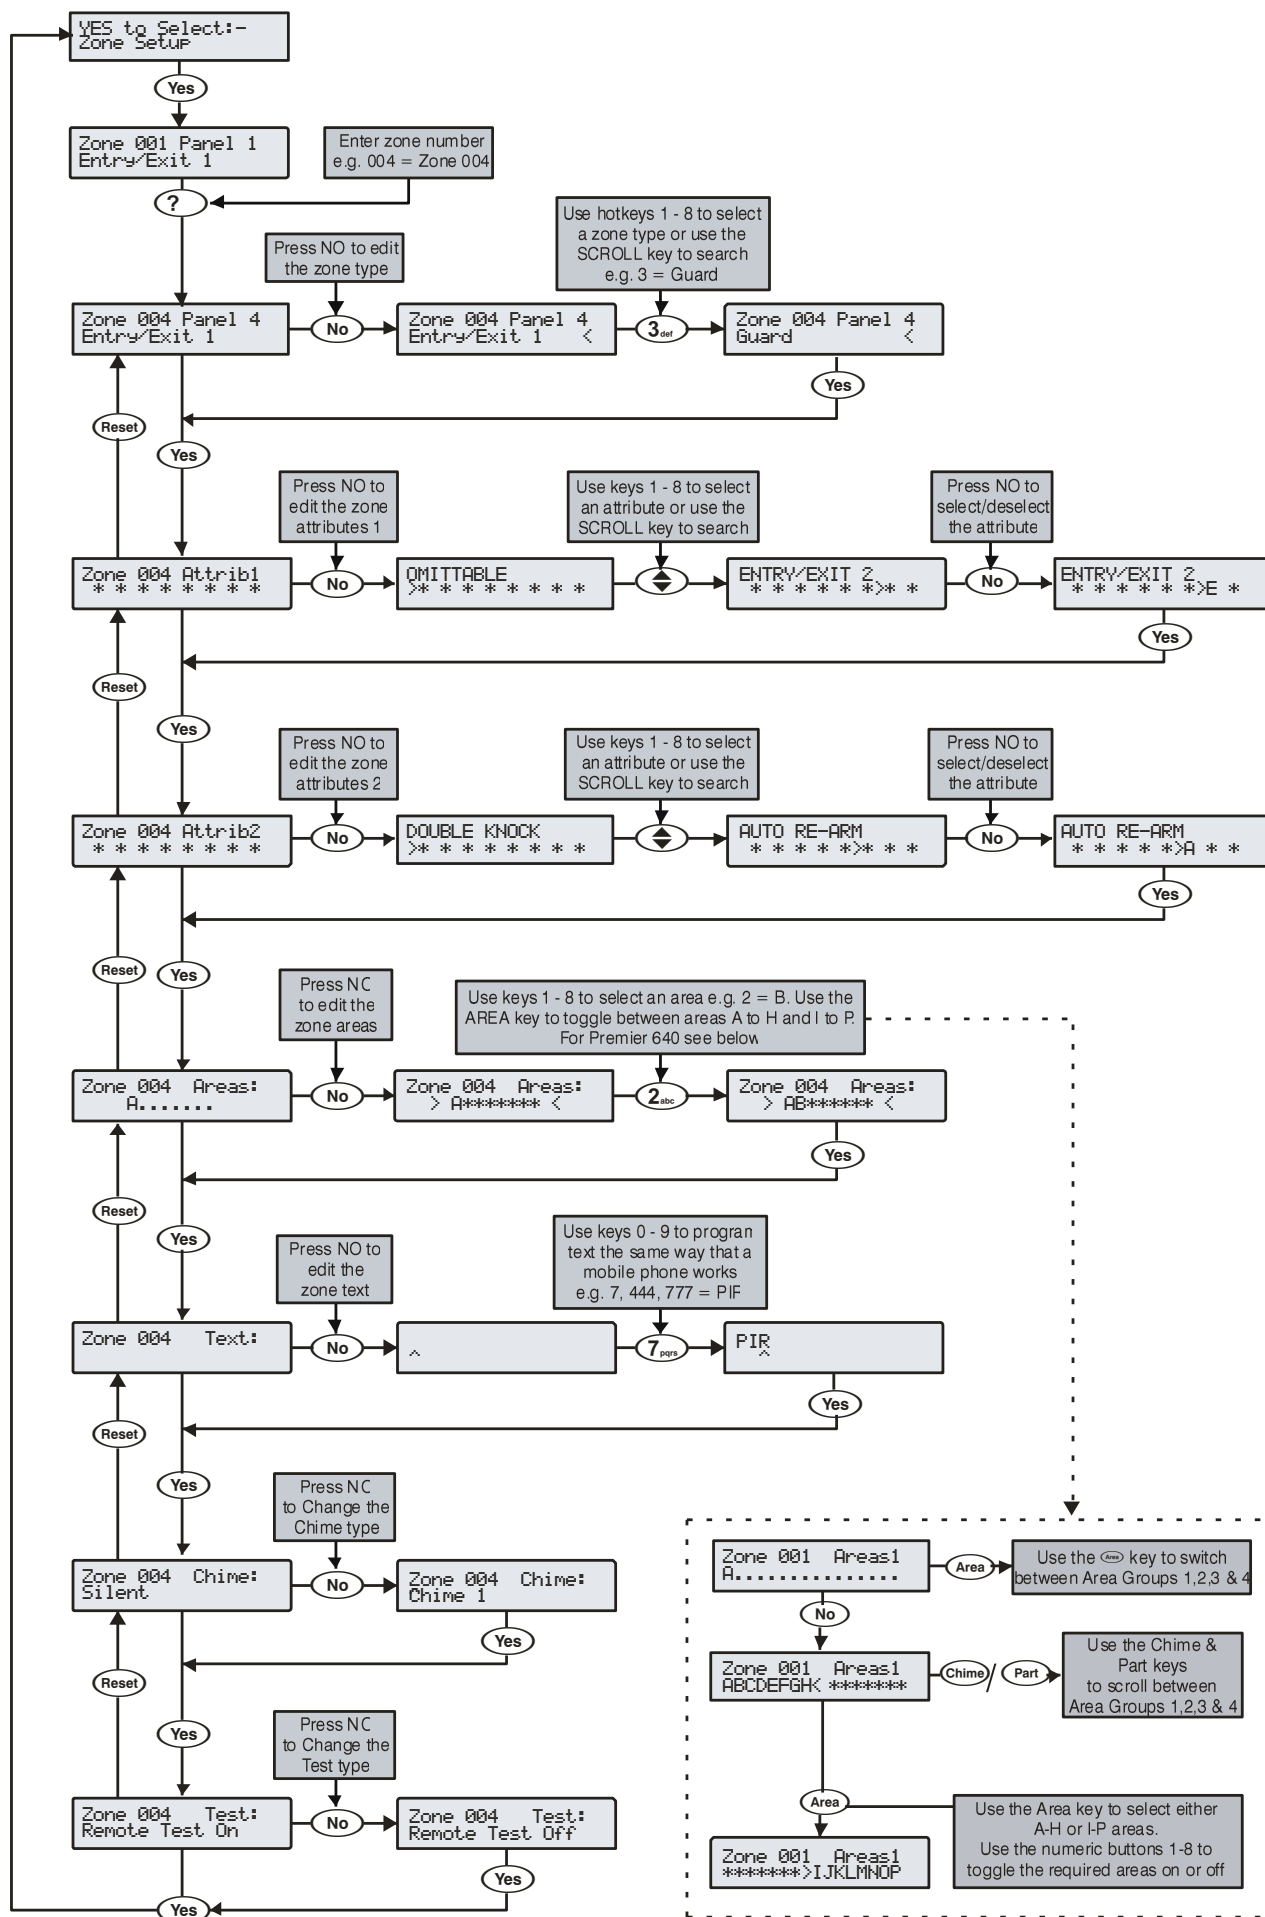 YES to Select:-
Zone Setup
Yes
Zone 001 Panel 1
Entry/Exit 1
Enter zone number
e.g. 004 = Zone 004
?
Use hotkeys 1 - 8 to select
a zone type or use the
SCROLL key to search
e.g. 3 = Guard
Press NO to edit
the zone type
Zone 004 Panel 4
Entry/Exit 1
No
Zone 004 Panel 4
Entry/Exit 1 <
3def
Zone 004 Panel 4
Guard <
Yes
Reset
Yes
Press NO to
edit the zone
attributes 1
Use keys 1 - 8 to select
an attribute or use the
SCROLL key to search
Press NO to
select/deselect
the attribute
Zone 004 Attrib1
* * * * * * * *
No
OMITTABLE
>* * * * * * * *
ENTRY/EXIT 2
* * * * * *>* *
No
ENTRY/EXIT 2
* * * * * *>E *
Yes
Reset
Yes
Press NO to
edit the zone
attributes 2
Use keys 1 - 8 to select
an attribute or use the
SCROLL key to search
Press NO to
select/deselect
the attribute
Zone 004 Attrib2
* * * * * * * *
No
DOUBLE KNOCK
>* * * * * * * *
AUTO RE-ARM
* * * * *>* * *
No
AUTO RE-ARM
* * * * *>A * *
Yes
Reset
Yes
Press NO
to edit the
zone areas
Use keys 1 - 8 to select an area e.g. 2 = B. Use the
AREA key to toggle between areas A to H and I to P.
For Premier 640 see below
Zone 004 Areas:
A.......
No
Zone 004 Areas:
> A******* <
2abc
Zone 004 Areas:
> AB****** <
Yes
Reset
Yes
Press NO to
edit the
zone text
Use keys 0 - 9 to program
text the same way that a
mobile phone works
e.g. 7, 444, 777 = PIR
Zone 004 Text:
No
^
7pqrs
PIR
^
Yes
Reset
Yes
Press NO
to Change the
Chime type
Zone 004 Chime:
Silent
No
Zone 004 Chime:
Chime 1
Yes
Reset
Yes
Press NO
to Change the
Test type
Zone 004 Test:
Remote Test On
No
Zone 004 Test:
Remote Test Off
Yes
Yes
Zone 001 Areas1
A...............
Area
Use the Area key to switch
between Area Groups 1,2,3 & 4
No
Zone 001 Areas1
ABCDEFGH< *******
Chime / Part
Use the Chime &
Part keys
to scroll between
Area Groups 1,2,3 & 4
Area
Use the Area key to select either
A-H or I-P areas.
Use the numeric buttons 1-8 to
toggle the required areas on or off
Zone 001 Areas1
*******>IJKLMNOP